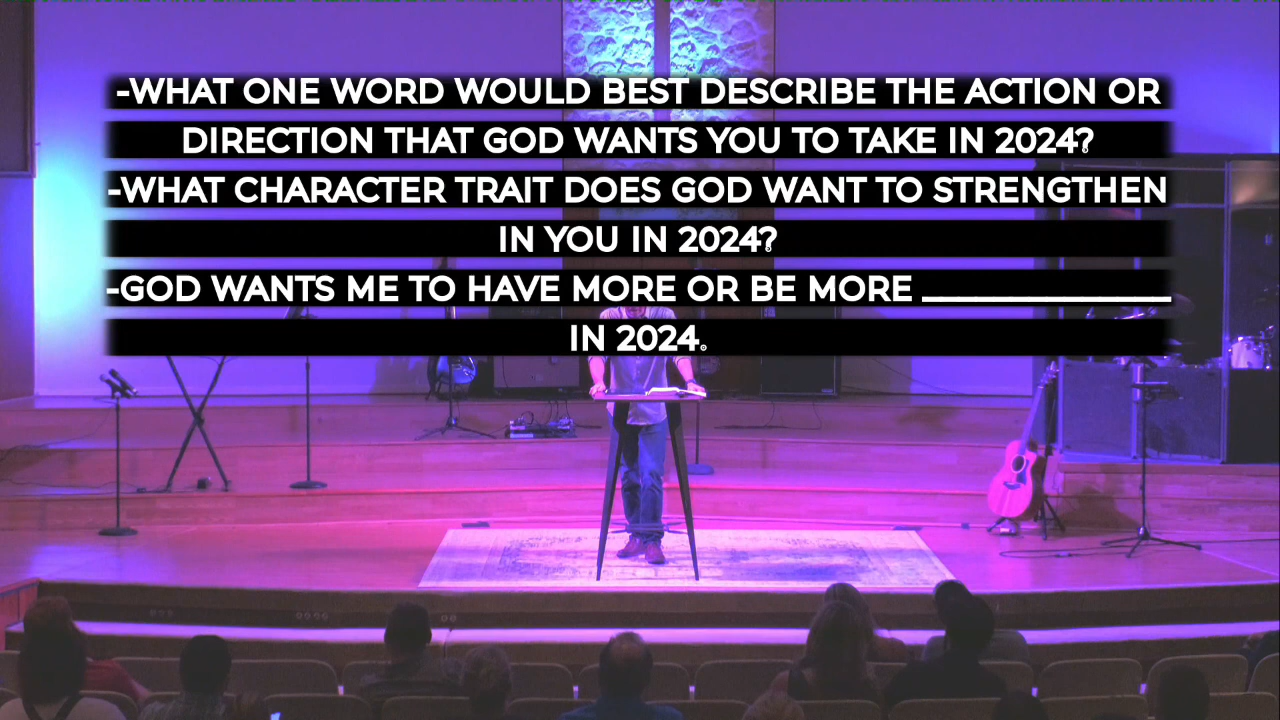 -WHAT ONE WORD WOULD BEST DESCRIBE THE ACTION OR
DIRECTION THAT GOD WANTS YOU TO TAKE IN 2024?
-WHAT CHARACTER TRAIT DOES GOD WANT TO STRENGTHEN
IN YOU IN 2024?
-GOD WANTS ME TO HAVE MORE OR BE MORE _______________
IN 2024.